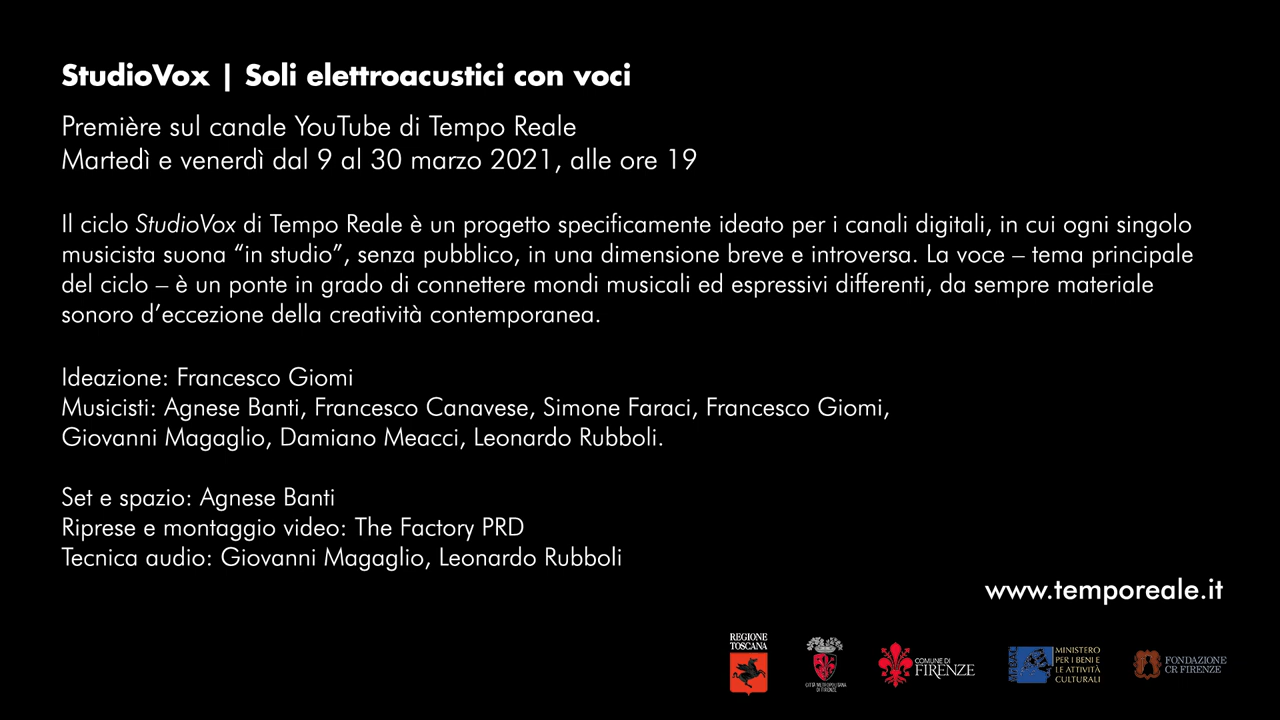 StudioVox | Soli elettroacustici con voci
Première sul canale YouTube di Tempo Reale
Martedì e venerdì dal 9 al 30 marzo 2021, alle ore 19
Il ciclo StudioVox di Tempo Reale è un progetto specificamente ideato per i canali digitali, in cui ogni singolo
musicista suona “in studio”, senza pubblico, in una dimensione breve e introversa. La voce – tema principale
del ciclo – è un ponte in grado di connettere mondi musicali ed espressivi differenti, da sempre materiale
sonoro d’eccezione della creatività contemporanea.
Ideazione: Francesco Giomi
Musicisti: Agnese Banti, Francesco Canavese, Simone Faraci, Francesco Giomi,
Giovanni Magaglio, Damiano Meacci, Leonardo Rubboli.
Set e spazio: Agnese Banti
Riprese e montaggio video: The Factory PRD
Tecnica audio: Giovanni Magaglio, Leonardo Rubboli
www.temporeale.it
REGIONE
TOSCANA
CITTÀ METROPOLITANA
DI FIRENZE
COMUNE DI
FIRENZE
MINISTERO
PER I BENI E
LE ATTIVITÀ
CULTURALI
FONDAZIONE
CR FIRENZE